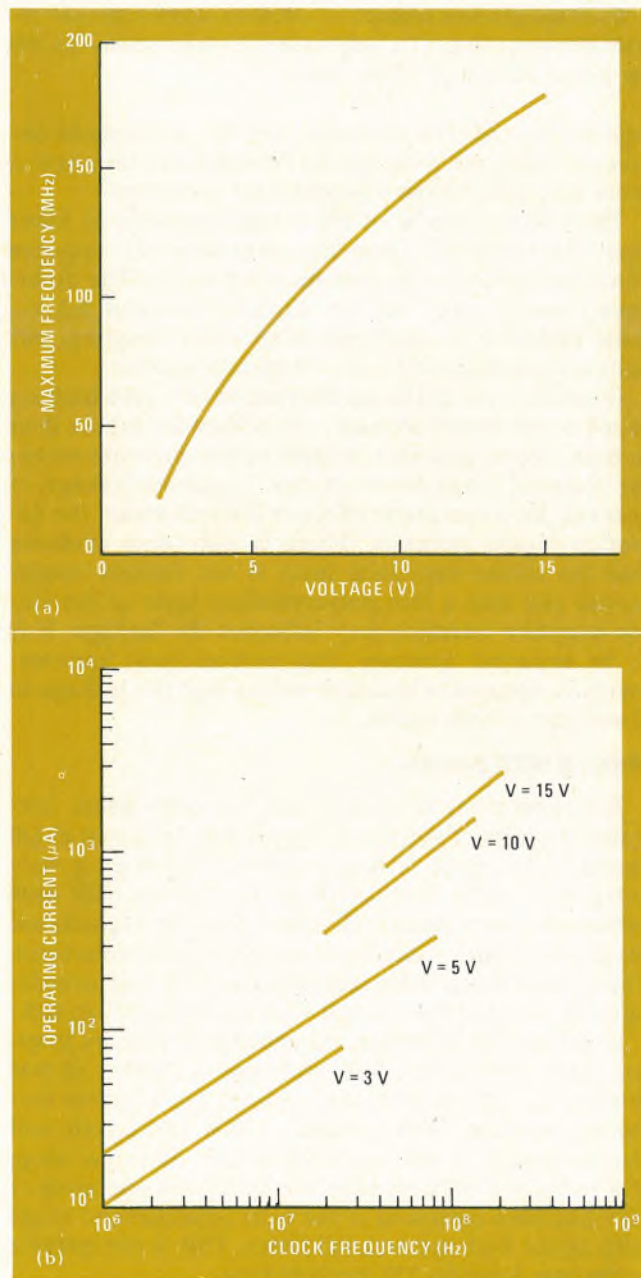 200
150
100
50
0
0
5
10
15
MAXIMUM FREQUENCY (MHz)
VOLTAGE (V)
(a)
10⁴
10³
10²
10¹
OPERATING CURRENT (μA)
V = 15 V
V = 10 V
V = 5 V
V = 3 V
10⁶
10⁷
10⁸
10⁹
CLOCK FREQUENCY (Hz)
(b)